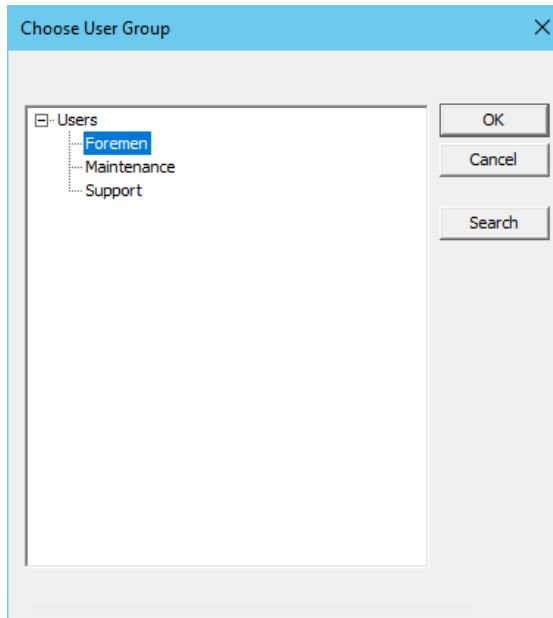 Choose User Group
Users
Foremen
Maintenance
Support
OK
Cancel
Search